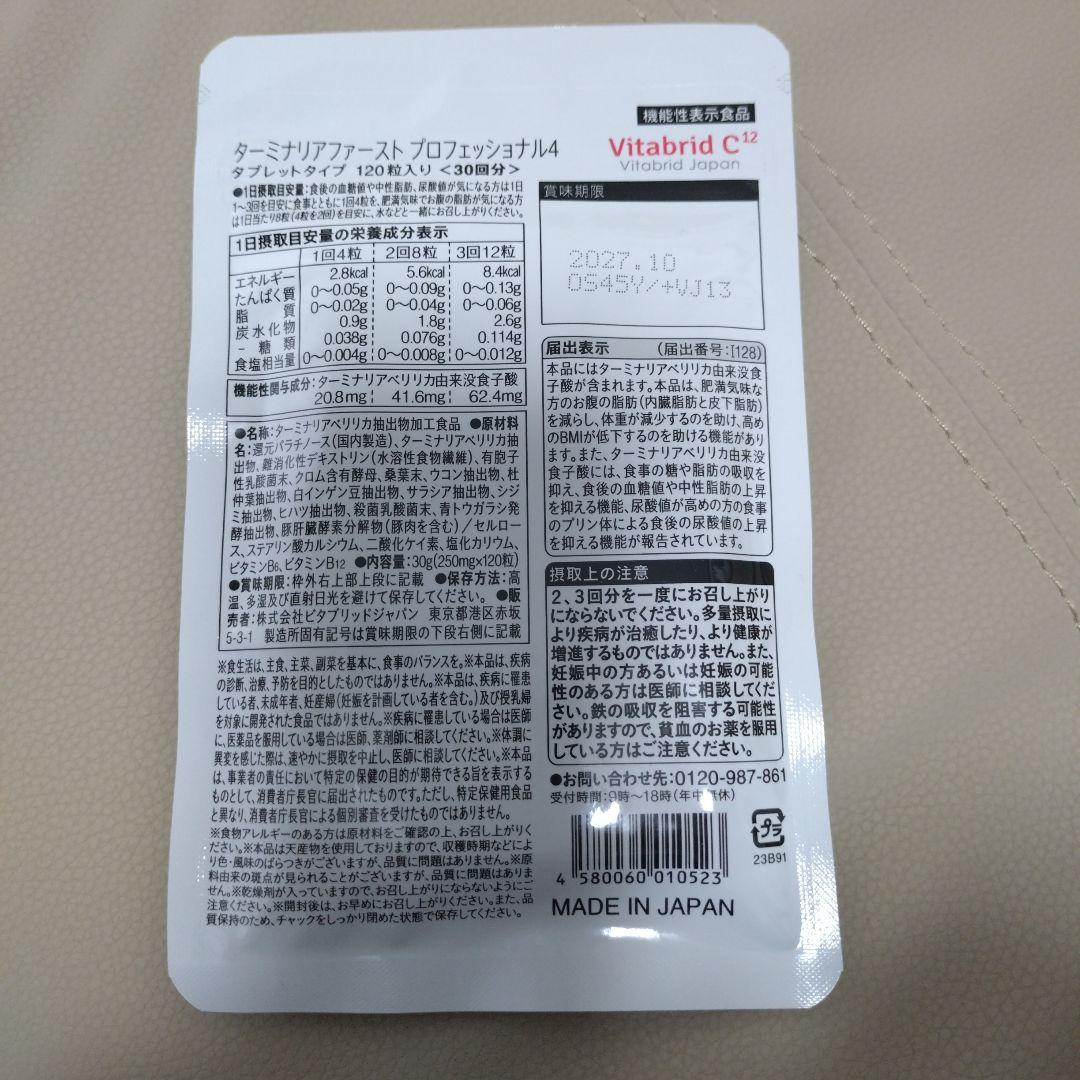 機能性表示食品
ターミナリアファースト プロフェッショナル4
タブレットタイプ 120粒入り <30回分>
Vitabrid C12
Vitabrid Japan
●1日摂取目安量:食後の血糖値や中性脂肪、尿酸値が気になる方は1日
1〜3回を目安に食事とともに1回4粒を、肥満気味でお腹の脂肪が気になる方
は1日当たり8粒(4粒を2回)を目安に、水などと一緒にお召し上がりください。
1日摂取目安量の栄養成分表示
1回4粒 2回8粒 3回12粒
エネルギー 2.8kcal 5.6kcal 8.4kcal
たんぱく質 0〜0.05g 0〜0.09g 0〜0.13g
脂質 0〜0.02g 0〜0.04g 0〜0.06g
炭水化物 0.9g 1.8g 2.6g
-糖類 0.038g 0.076g 0.114g
食塩相当量 0〜0.004g 0〜0.008g 0〜0.012g
機能性関与成分:ターミナリアベリリカ由来没食子酸
20.8mg 41.6mg 62.4mg
●名称:ターミナリアベリリカ抽出物加工食品 ●原材料
名:還元パラチノース(国内製造)、ターミナリアベリリカ抽
出物、難消化性デキストリン(水溶性食物繊維)、有胞子
性乳酸菌末、クロム含有酵母、桑葉末、ウコン抽出物、杜
仲葉抽出物、白インゲン豆抽出物、サラシア抽出物、シジ
ミ抽出物、ヒハツ抽出物、殺菌乳酸菌末、青トウガラシ発
酵抽出物、豚肝臓酵素分解物(豚肉を含む)/セルロー
ス、ステアリン酸カルシウム、二酸化ケイ素、塩化カリウム、
ビタミンB6、ビタミンB12 ●内容量:30g(250mg×120粒)
●賞味期限:枠外右上部上段に記載 ●保存方法:高
温、多湿及び直射日光を避けて保存してください。 ●販
売者:株式会社ビタブリッドジャパン 東京都港区赤坂
5-3-1 製造所固有記号は賞味期限の下段右側に記載
※食生活は、主食、主菜、副菜を基本に、食事のバランスを。※本品は、疾病
の診断、治療、予防を目的としたものではありません。※本品は、疾病に罹患
している者、未成年者、妊産婦(妊娠を計画している者を含む。)及び授乳婦
を対象に開発された食品ではありません。※疾病に罹患している場合は医師
に、医薬品を服用している場合は医師、薬剤師に相談してください。※体調に
異変を感じた際は、速やかに摂取を中止し、医師に相談してください。※本品
は、事業者の責任において特定の保健の目的が期待できる旨を表示する
ものとして、消費者庁長官に届出されたものです。ただし、特定保健用食品
と異なり、消費者庁長官による個別審査を受けたものではありません。
※食物アレルギーのある方は原材料をご確認の上、お召し上がりく
ださい。※本品は天産物を使用しておりますので、収穫時期などによ
り色・風味のばらつきがございますが、品質に問題はありません。※原
料由来の斑点が見られることがございますが、品質に問題はありま
せん。※乾燥剤が入っていますので、お召し上がりにならないようにご
注意ください。※開封後は、お早めにお召し上がりください。また、品
質保持のため、チャックをしっかり閉めた状態で保存してください。
賞味期限
2027.10
0S45Y/+VJ13
届出表示 (届出番号:I128)
本品にはターミナリアベリリカ由来没食
子酸が含まれます。本品は、肥満気味な
方のお腹の脂肪(内臓脂肪と皮下脂肪)
を減らし、体重が減少するのを助け、高め
のBMIが低下するのを助ける機能があり
ます。また、ターミナリアベリリカ由来没
食子酸には、食事の糖や脂肪の吸収を
抑え、食後の血糖値や中性脂肪の上昇
を抑える機能、尿酸値が高めの方の食事
のプリン体による食後の尿酸値の上昇
を抑える機能が報告されています。
摂取上の注意
2、3回分を一度にお召し上がり
にならないでください。多量摂取に
より疾病が治癒したり、より健康が
増進するものではありません。また、
妊娠中の方あるいは妊娠の可能
性のある方は医師に相談してくだ
さい。鉄の吸収を阻害する可能性
がありますので、貧血のお薬を服用
している方はご注意ください。
●お問い合わせ先:0120-987-861
受付時間:9時〜18時(年中無休)
プラ
23B91
4 580060 010523
MADE IN JAPAN